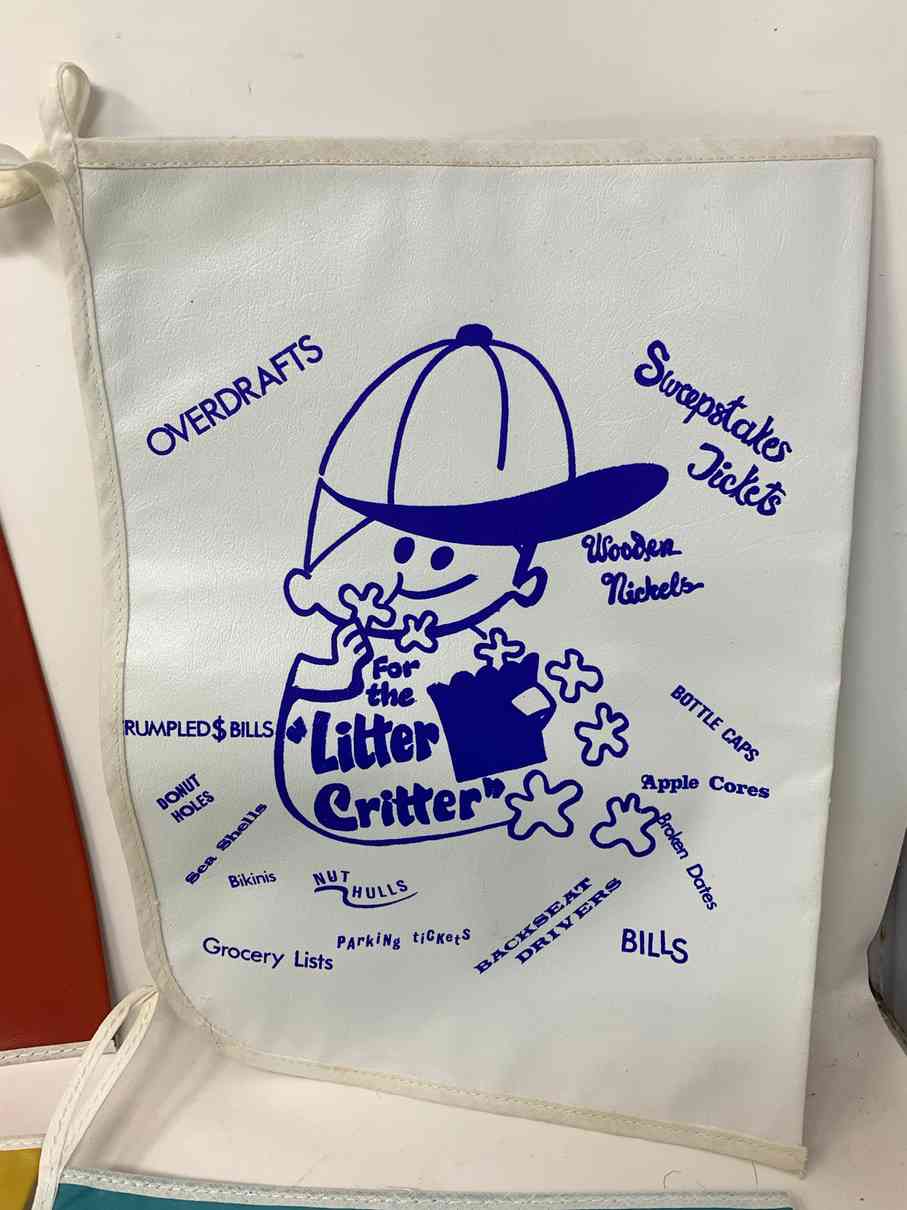 OVERDRAFTS
Sweepstakes
Tickets
Wooden
Nickels
For
the
"Litter
Critter"
RUMPLED $ BILLS
BOTTLE CAPS
DONUT
HOLES
Apple Cores
Sea Shells
Broken Dates
Bikinis
NUT
HULLS
BACKSEAT
DRIVERS
PARKiNG tiCKetS
Grocery Lists
BILLS